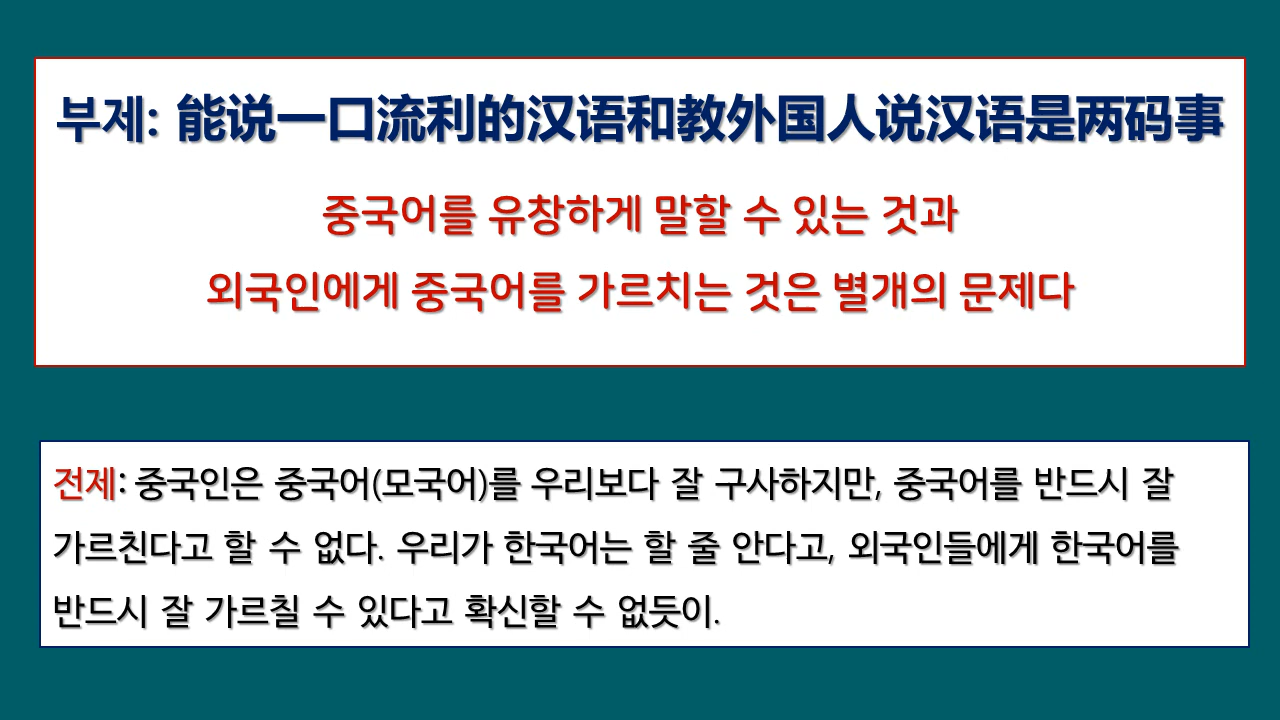 부제: 能说一口流利的汉语和教外国人说汉语是两码事
중국어를 유창하게 말할 수 있는 것과
외국인에게 중국어를 가르치는 것은 별개의 문제다
전제: 중국인은 중국어(모국어)를 우리보다 잘 구사하지만, 중국어를 반드시 잘
가르친다고 할 수 없다. 우리가 한국어는 할 줄 안다고, 외국인들에게 한국어를
반드시 잘 가르칠 수 있다고 확신할 수 없듯이.